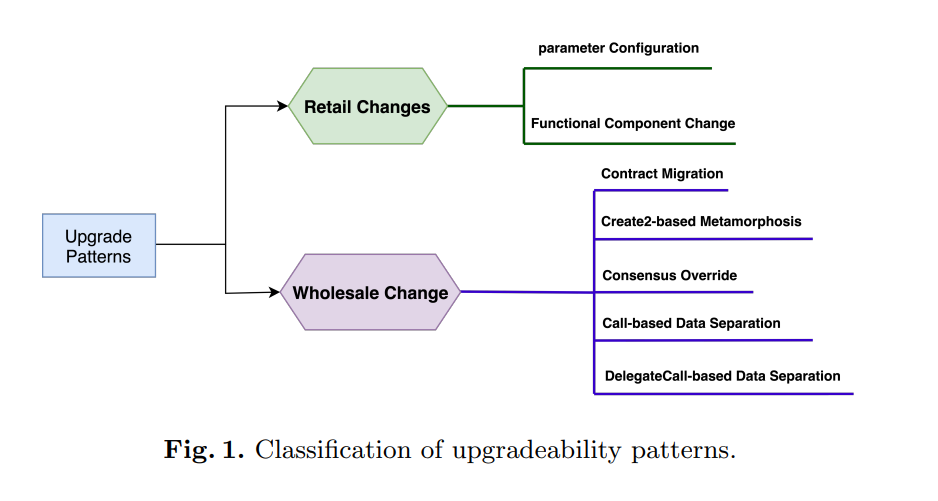 parameter Configuration
Retail Changes
Functional Component Change
Contract Migration
Create2-based Metamorphosis
Upgrade
Patterns
Consensus Override
Wholesale Change
Call-based Data Separation
DelegateCall-based Data Separation
Fig. 1. Classification of upgradeability patterns.